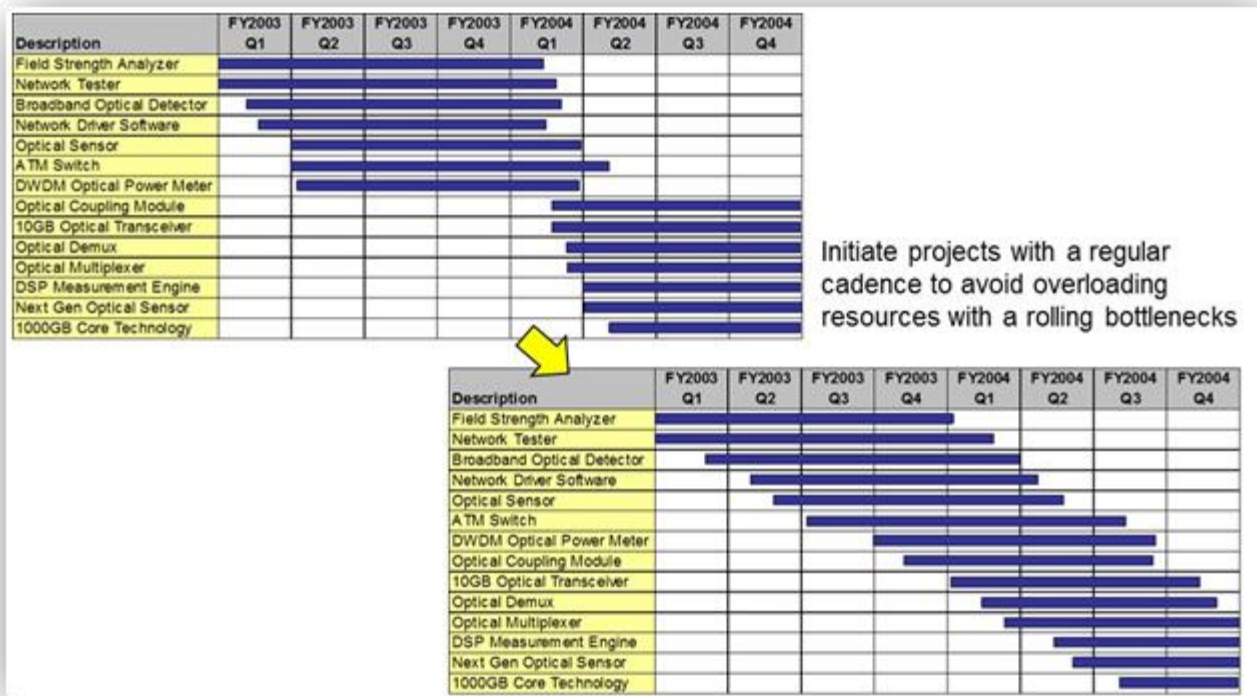 FY2003 FY2003 FY2003 FY2003 FY2004 FY2004 FY2004 FY2004
Description Q1 Q2 Q3 Q4 Q1 Q2 Q3 Q4
Field Strength Analyzer
Network Tester
Broadband Optical Detector
Network Driver Software
Optical Sensor
ATM Switch
DWDM Optical Power Meter
Optical Coupling Module
10GB Optical Transceiver
Optical Demux
Optical Multiplexer
DSP Measurement Engine
Next Gen Optical Sensor
1000GB Core Technology
Initiate projects with a regular
cadence to avoid overloading
resources with a rolling bottlenecks
FY2003 FY2003 FY2003 FY2003 FY2004 FY2004 FY2004 FY2004
Description Q1 Q2 Q3 Q4 Q1 Q2 Q3 Q4
Field Strength Analyzer
Network Tester
Broadband Optical Detector
Network Driver Software
Optical Sensor
ATM Switch
DWDM Optical Power Meter
Optical Coupling Module
10GB Optical Transceiver
Optical Demux
Optical Multiplexer
DSP Measurement Engine
Next Gen Optical Sensor
1000GB Core Technology